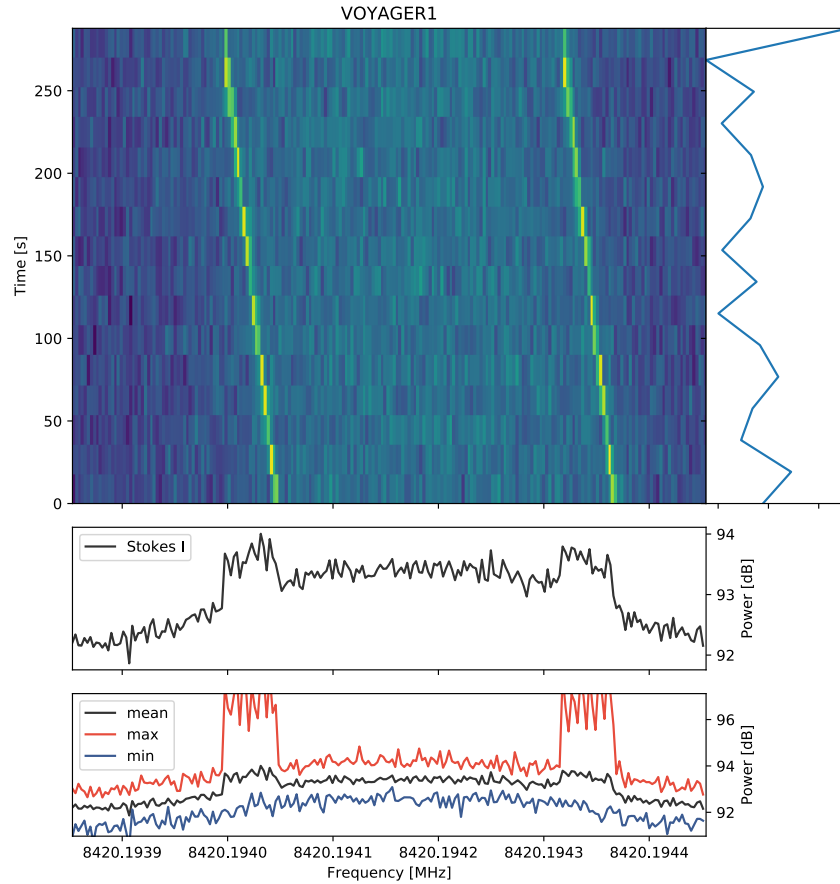 VOYAGER1
Time [s]
250
200
150
100
50
0
Stokes I
94
93
92
Power [dB]
mean
max
min
96
94
92
Power [dB]
8420.1939
8420.1940
8420.1941
8420.1942
8420.1943
8420.1944
Frequency [MHz]